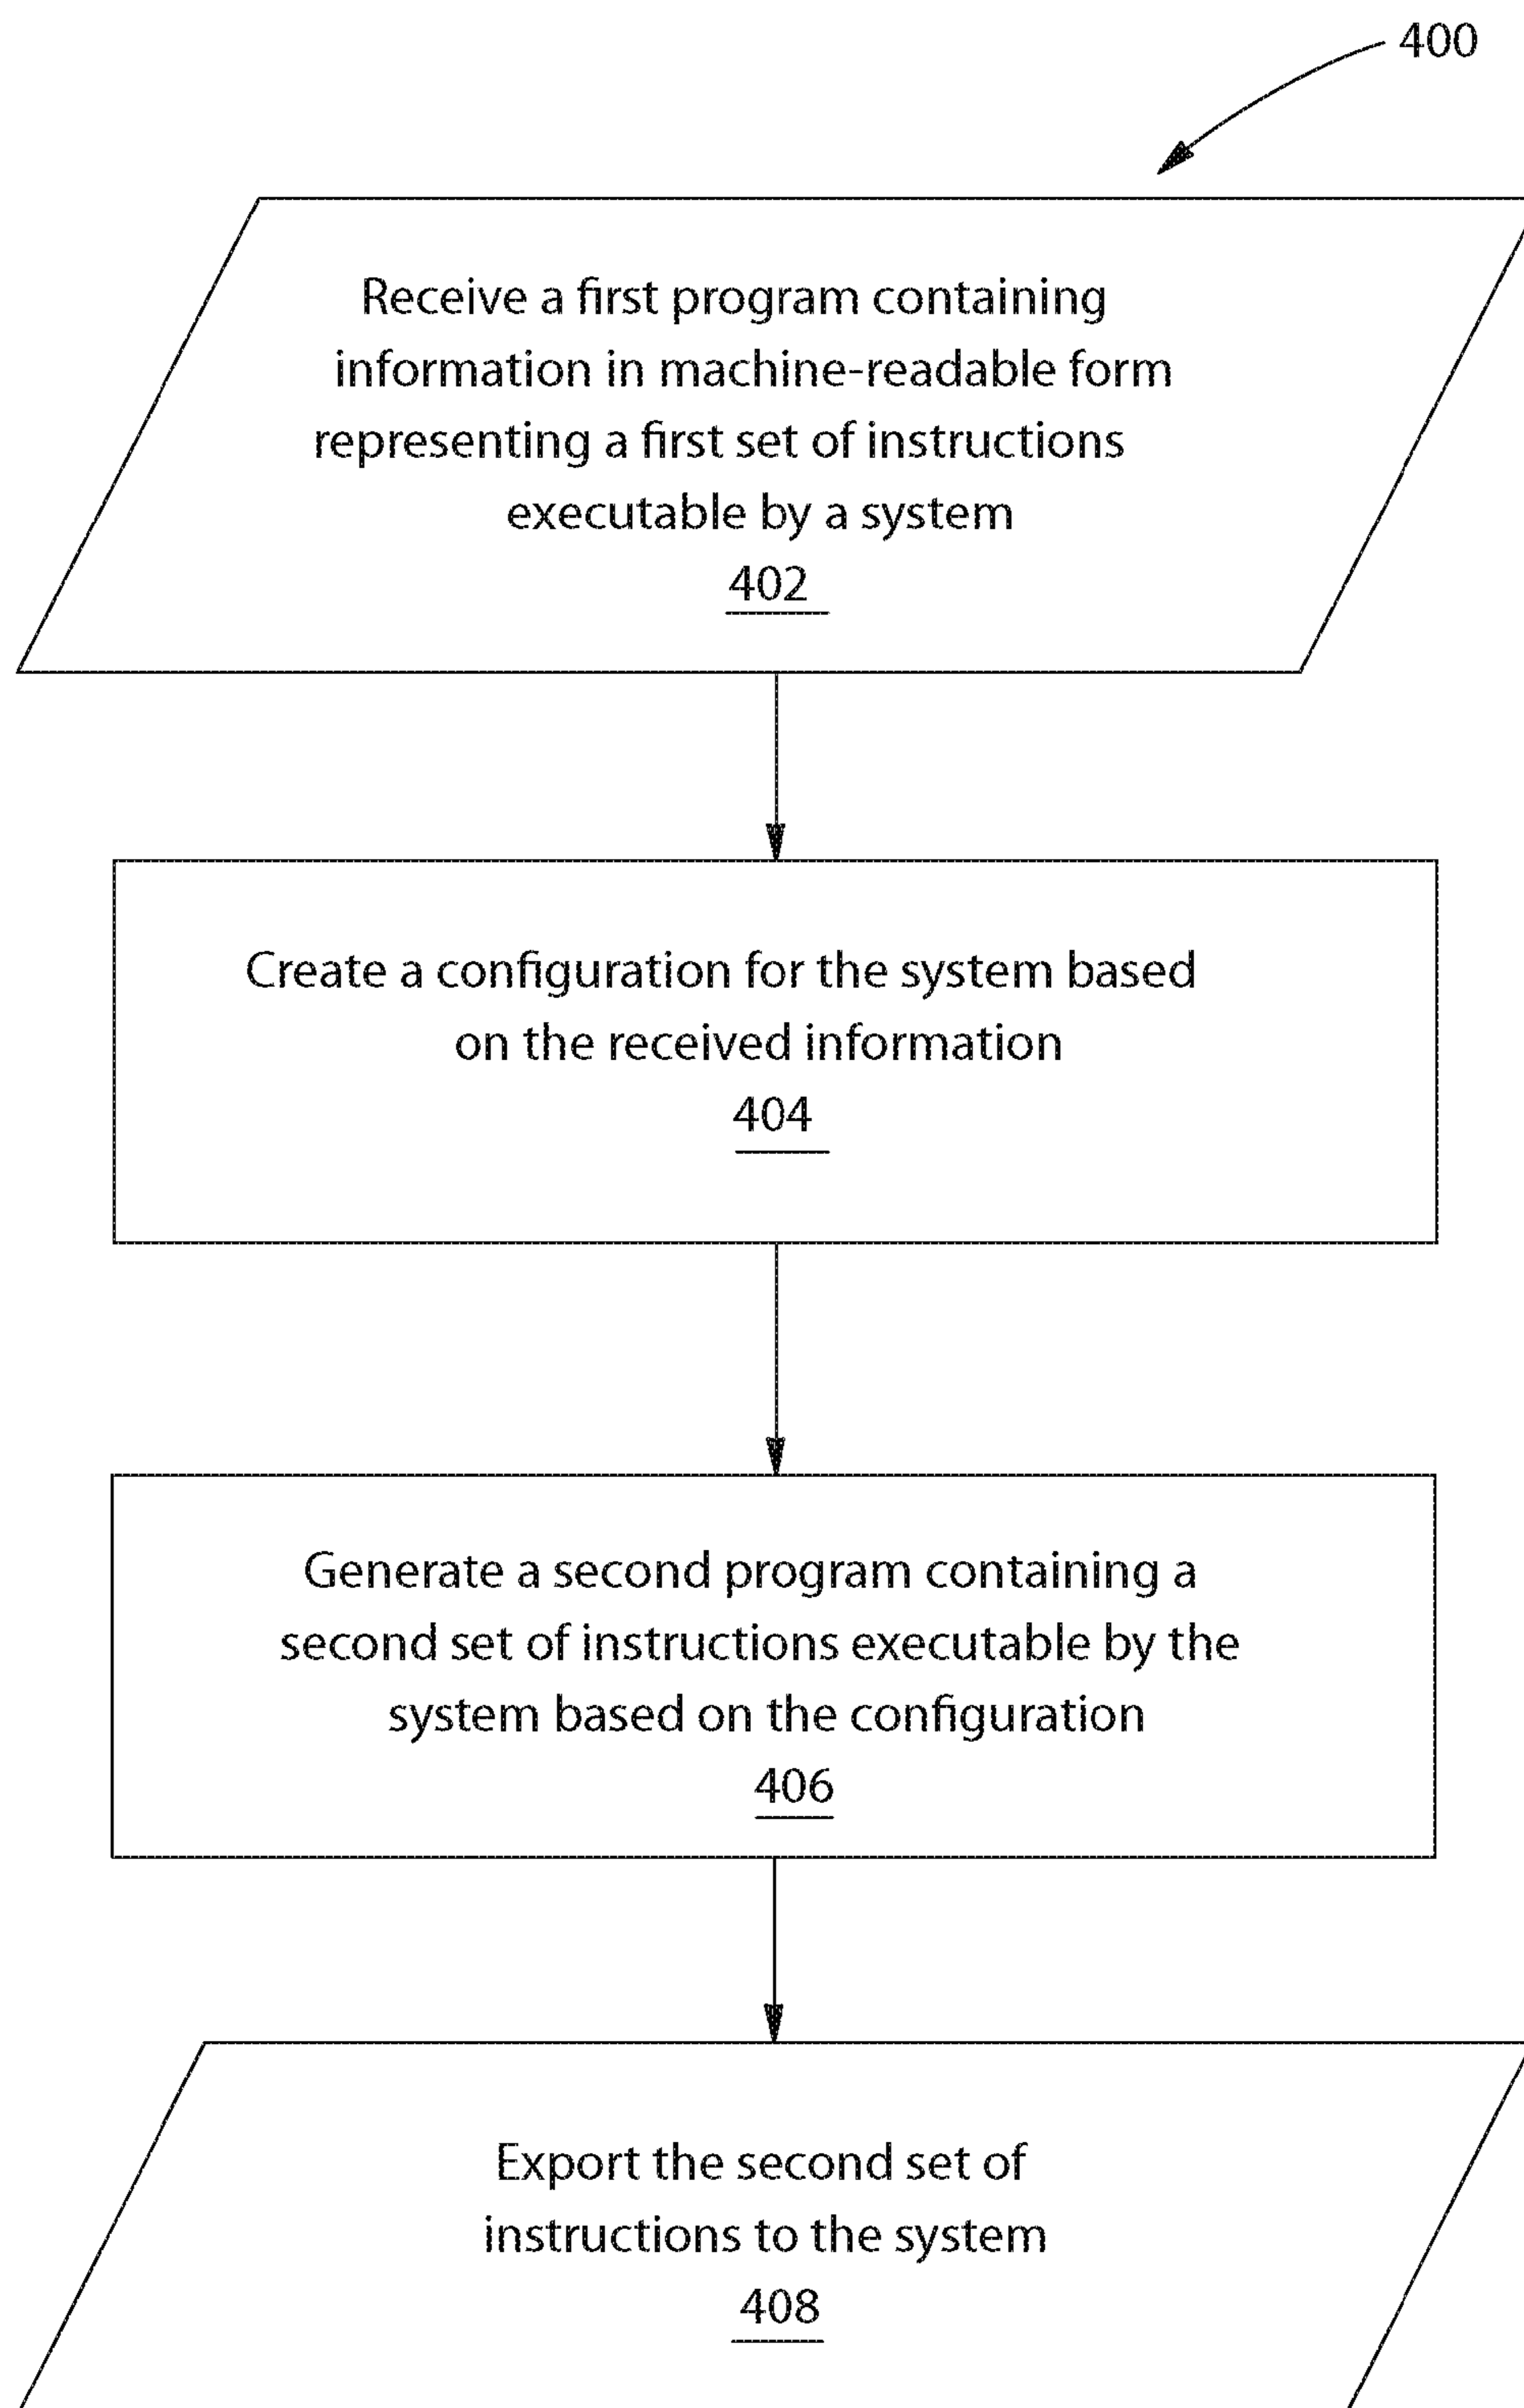 400
Receive a first program containing
information in machine-readable form
representing a first set of instructions
executable by a system
402
Create a configuration for the system based
on the received information
404
Generate a second program containing a
second set of instructions executable by the
system based on the configuration
406
Export the second set of
instructions to the system
408